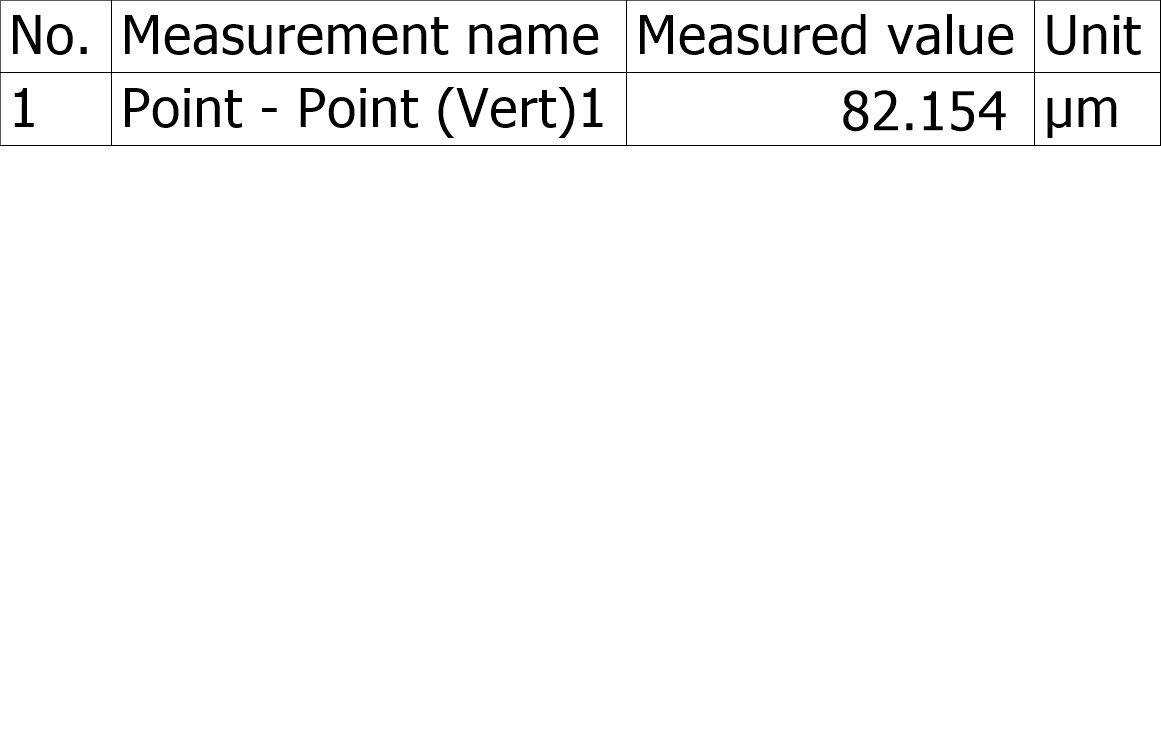 No. Measurement name Measured value Unit
1 Point - Point (Vert)1 82.154 µm